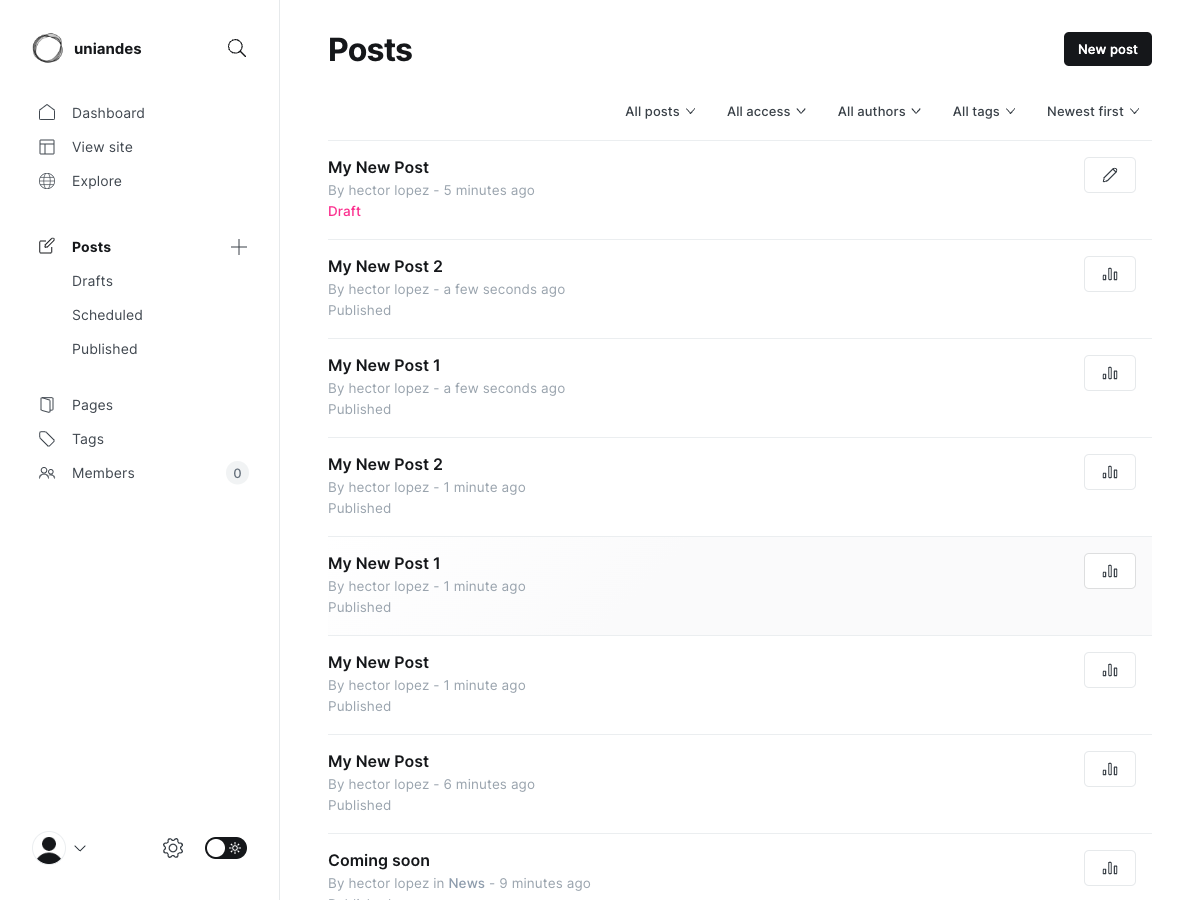 uniandes
Dashboard
View site
Explore
Posts
Drafts
Scheduled
Published
Pages
Tags
Members 0
Posts
New post
All posts All access All authors All tags Newest first
My New Post
By hector lopez - 5 minutes ago
Draft
My New Post 2
By hector lopez - a few seconds ago
Published
My New Post 1
By hector lopez - a few seconds ago
Published
My New Post 2
By hector lopez - 1 minute ago
Published
My New Post 1
By hector lopez - 1 minute ago
Published
My New Post
By hector lopez - 1 minute ago
Published
My New Post
By hector lopez - 6 minutes ago
Published
Coming soon
By hector lopez in News - 9 minutes ago